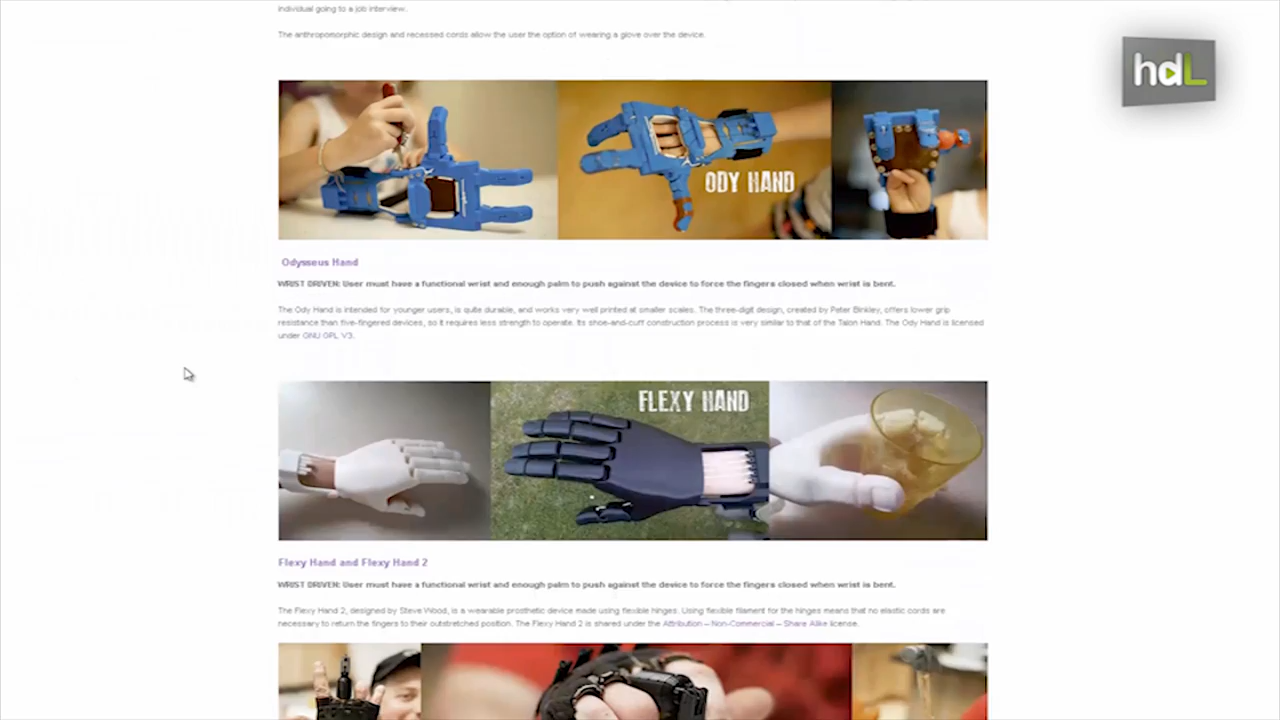 individual going to a job interview.
hdL
The anthropomorphic design and recessed cords allow the user the option of wearing a glove over the device.
ODY HAND
Odysseus Hand
WRIST DRIVEN: User must have a functional wrist and enough palm to push against the device to force the fingers closed when wrist is bent.
The Ody Hand is intended for younger users, is quite durable, and works very well printed at smaller scales. The three-digit design, created by Peter Binkley, offers lower grip
resistance than five-fingered devices, so it requires less strength to operate. Its shoe-and-cuff construction process is very similar to that of the Talon Hand. The Ody Hand is licensed
under GNU GPL V3.
FLEXY HAND
Flexy Hand and Flexy Hand 2
WRIST DRIVEN: User must have a functional wrist and enough palm to push against the device to force the fingers closed when wrist is bent.
The Flexy Hand 2, designed by Steve Wood, is a wearable prosthetic device made using flexible hinges. Using flexible filament for the hinges means that no elastic cords are
necessary to return the fingers to their outstretched position. The Flexy Hand 2 is shared under the Attribution – Non-Commercial – Share Alike license.